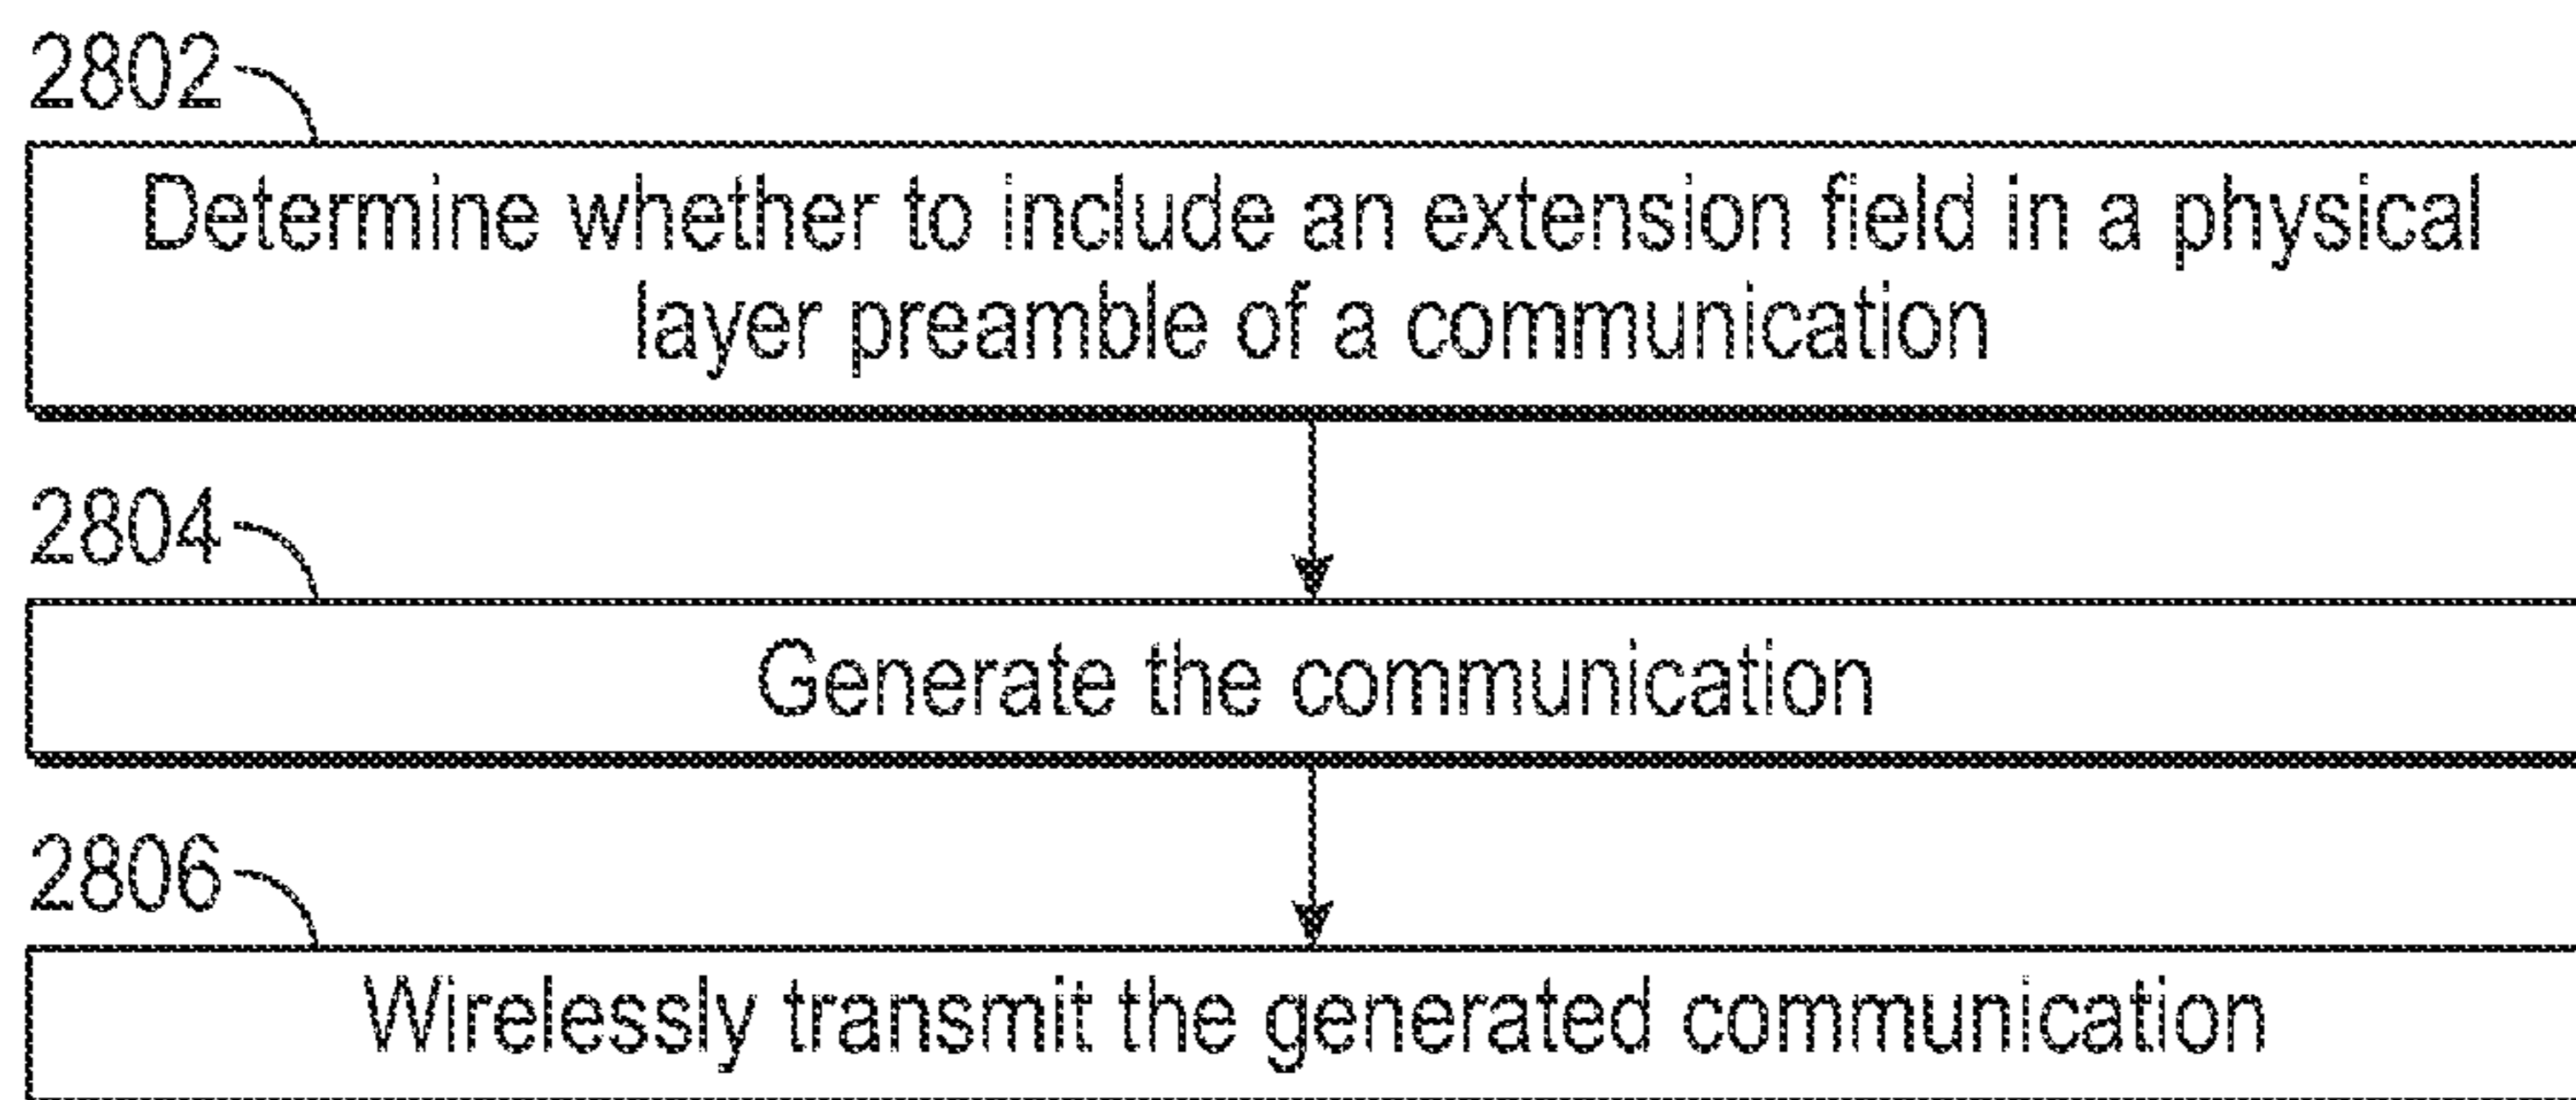 2802
Determine whether to include an extension field in a physical
layer preamble of a communication
2804
Generate the communication
2806
Wirelessly transmit the generated communication